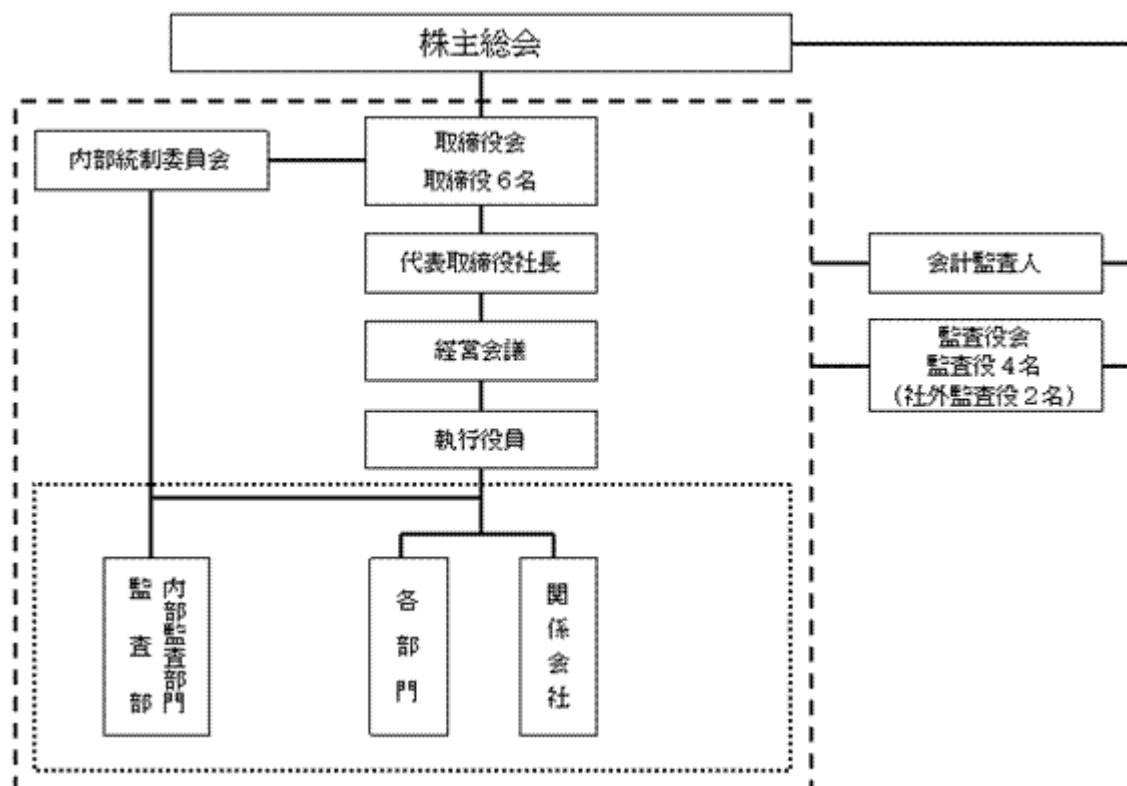 株主総会
取締役会
取締役6名
内部統制委員会
代表取締役社長
会計監査人
経営会議
監査役会
監査役4名
(社外監査役2名)
執行役員
内部監査部門
監査部
各部門
関係会社